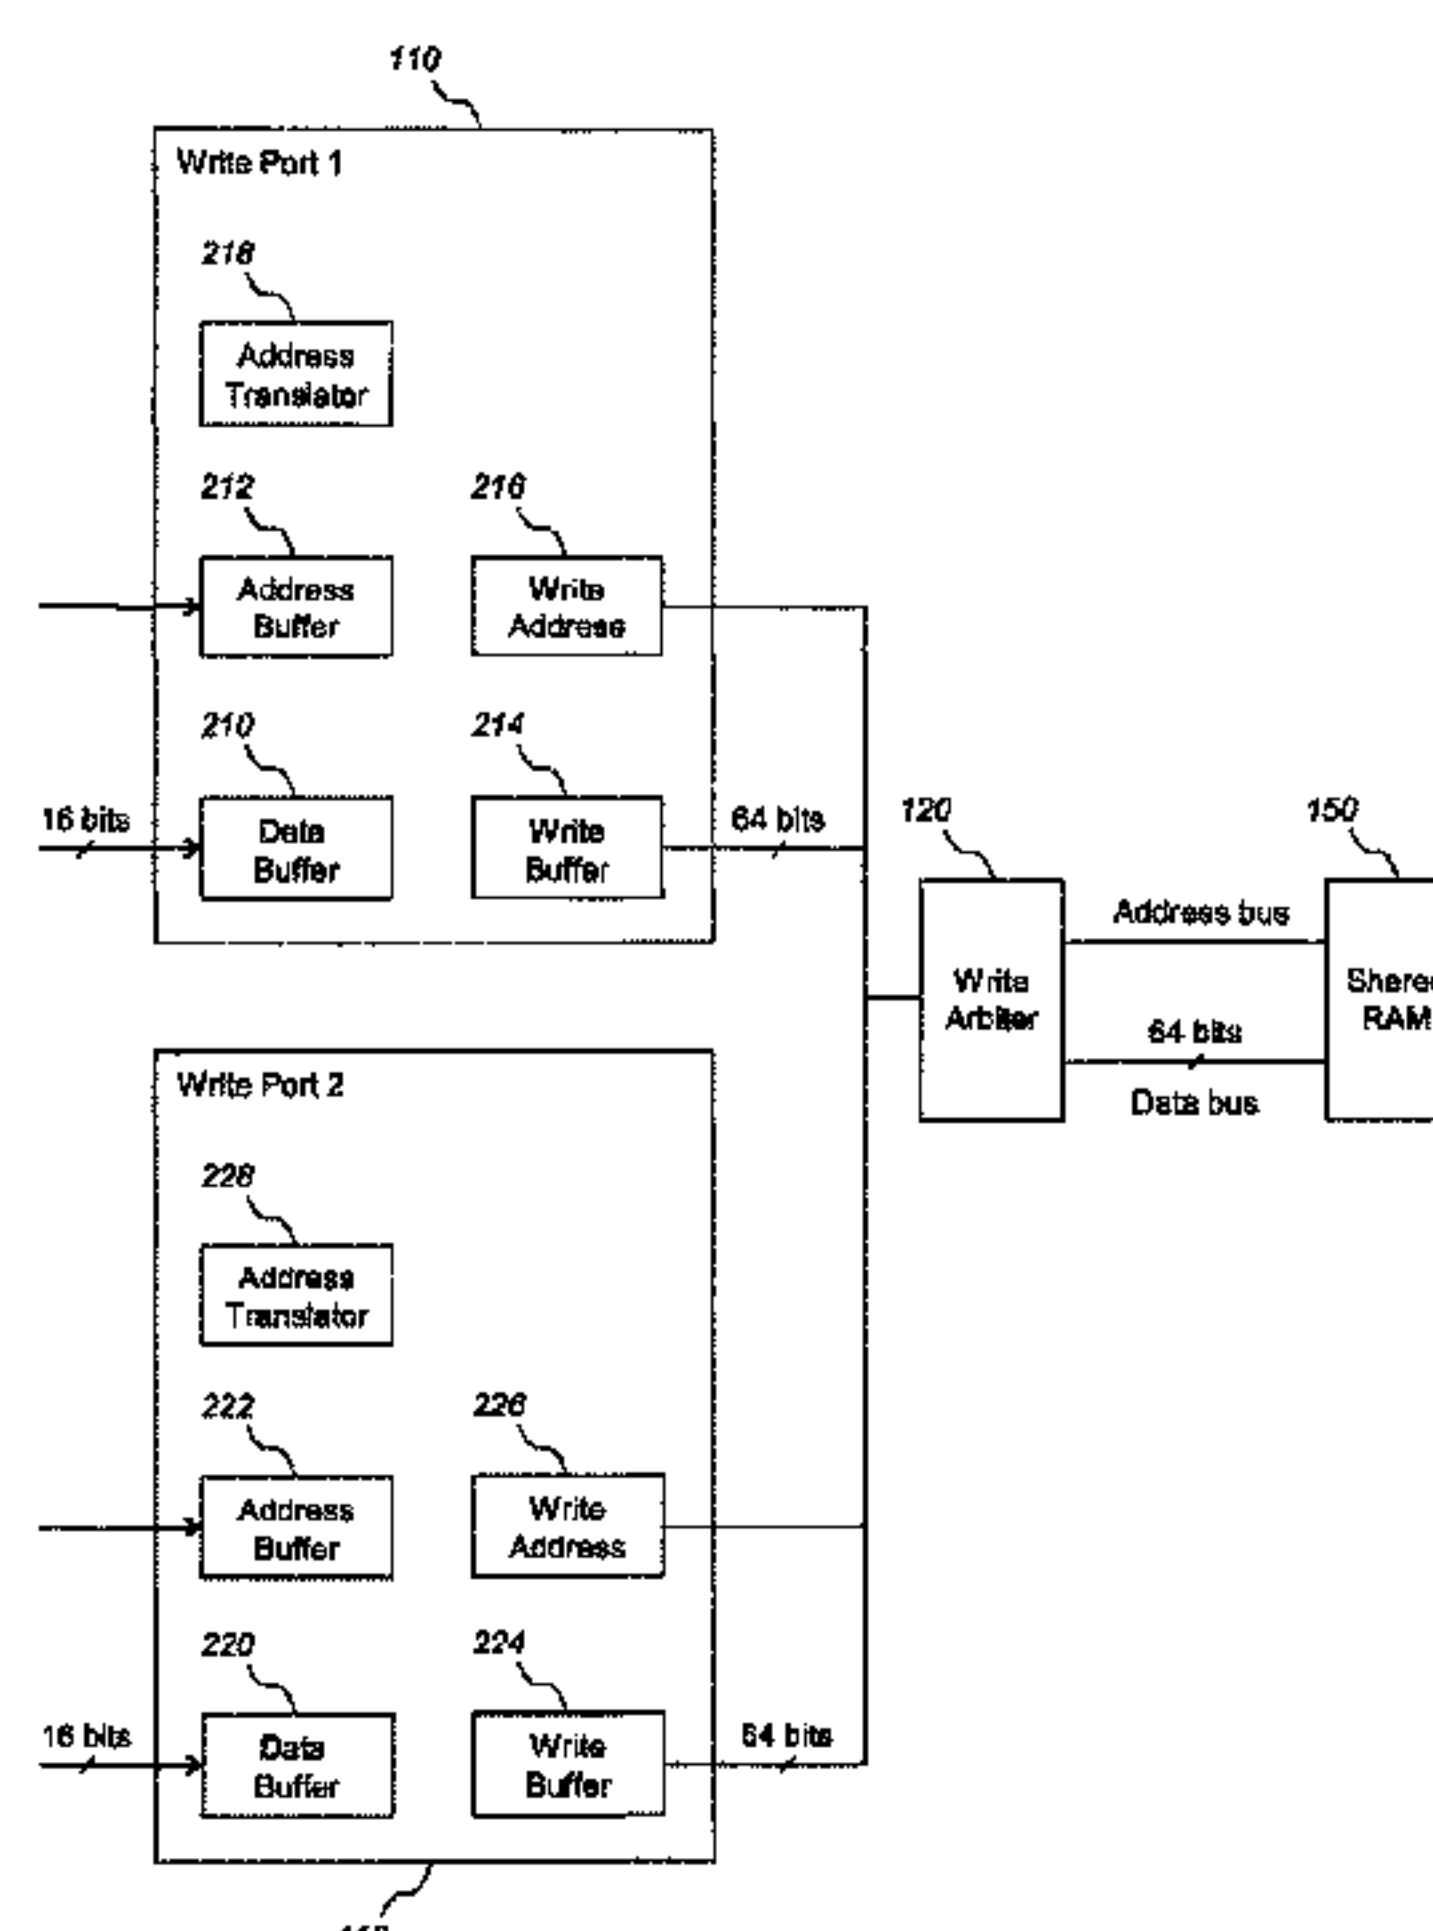 110
Write Port 1
218
Address
Translator
212
216
Address
Buffer
Write
Address
210
214
16 bits
Data
Buffer
Write
Buffer
64 bits
120
150
Address bus
Write
Arbiter
Shared
RAM
64 bits
Data bus
Write Port 2
228
Address
Translator
222
226
Address
Buffer
Write
Address
220
224
16 bits
Data
Buffer
Write
Buffer
64 bits